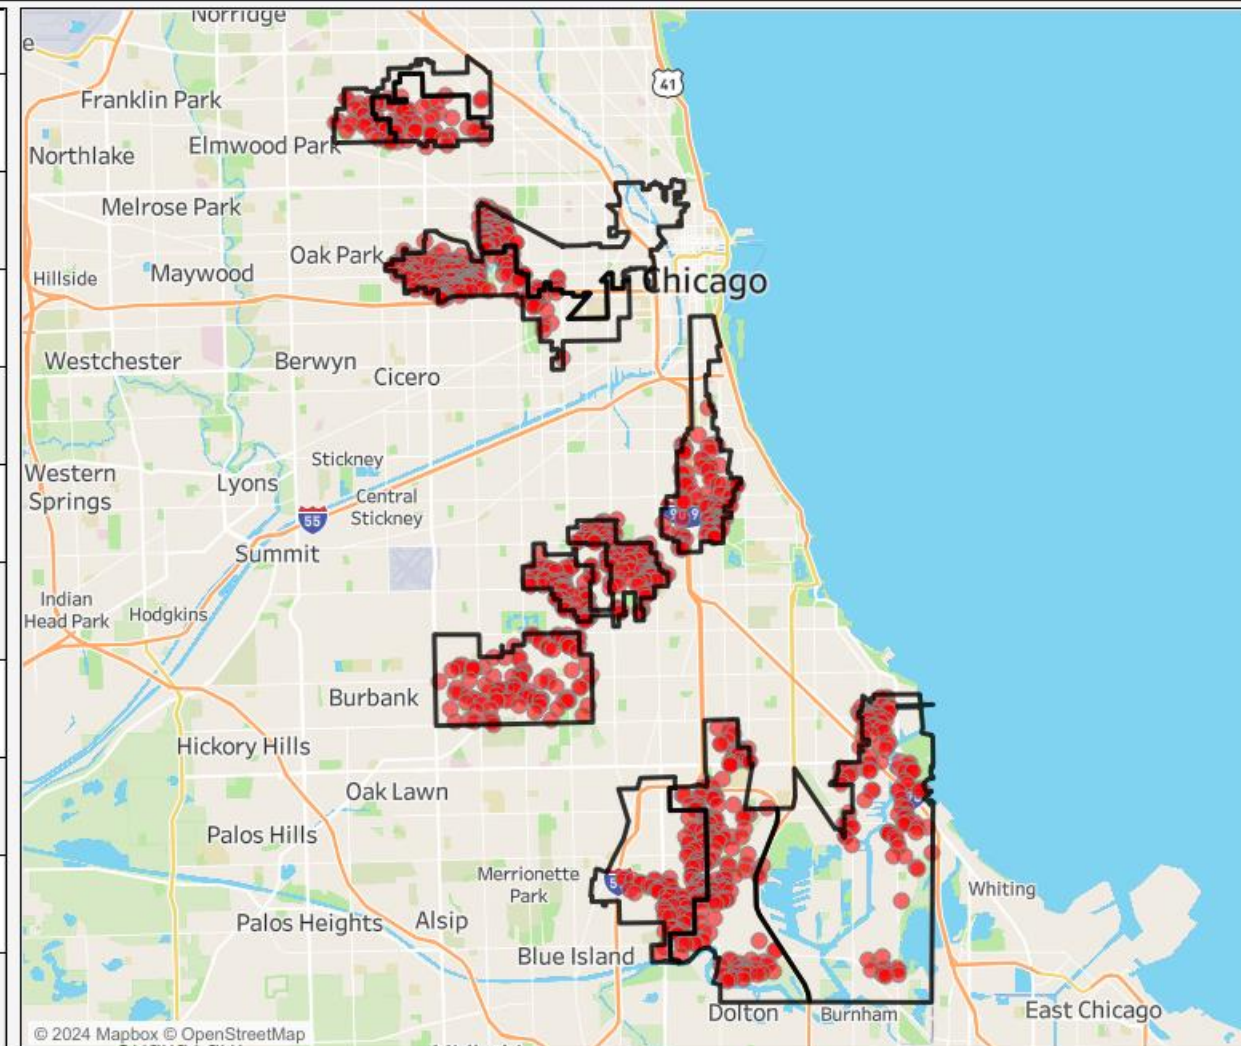 Norridge
e
41
Franklin Park
Elmwood Park
Northlake
Melrose Park
Oak Park
Maywood
Hillside
Chicago
Westchester
Berwyn
Cicero
Stickney
Western
Springs
Lyons
Central
Stickney
55
Summit
Indian
Head Park
Hodgkins
Burbank
Hickory Hills
Oak Lawn
Palos Hills
Merrionette
Park
Whiting
Palos Heights
Alsip
Blue Island
Dolton
Burnham
East Chicago
© 2024 Mapbox © OpenStreetMap